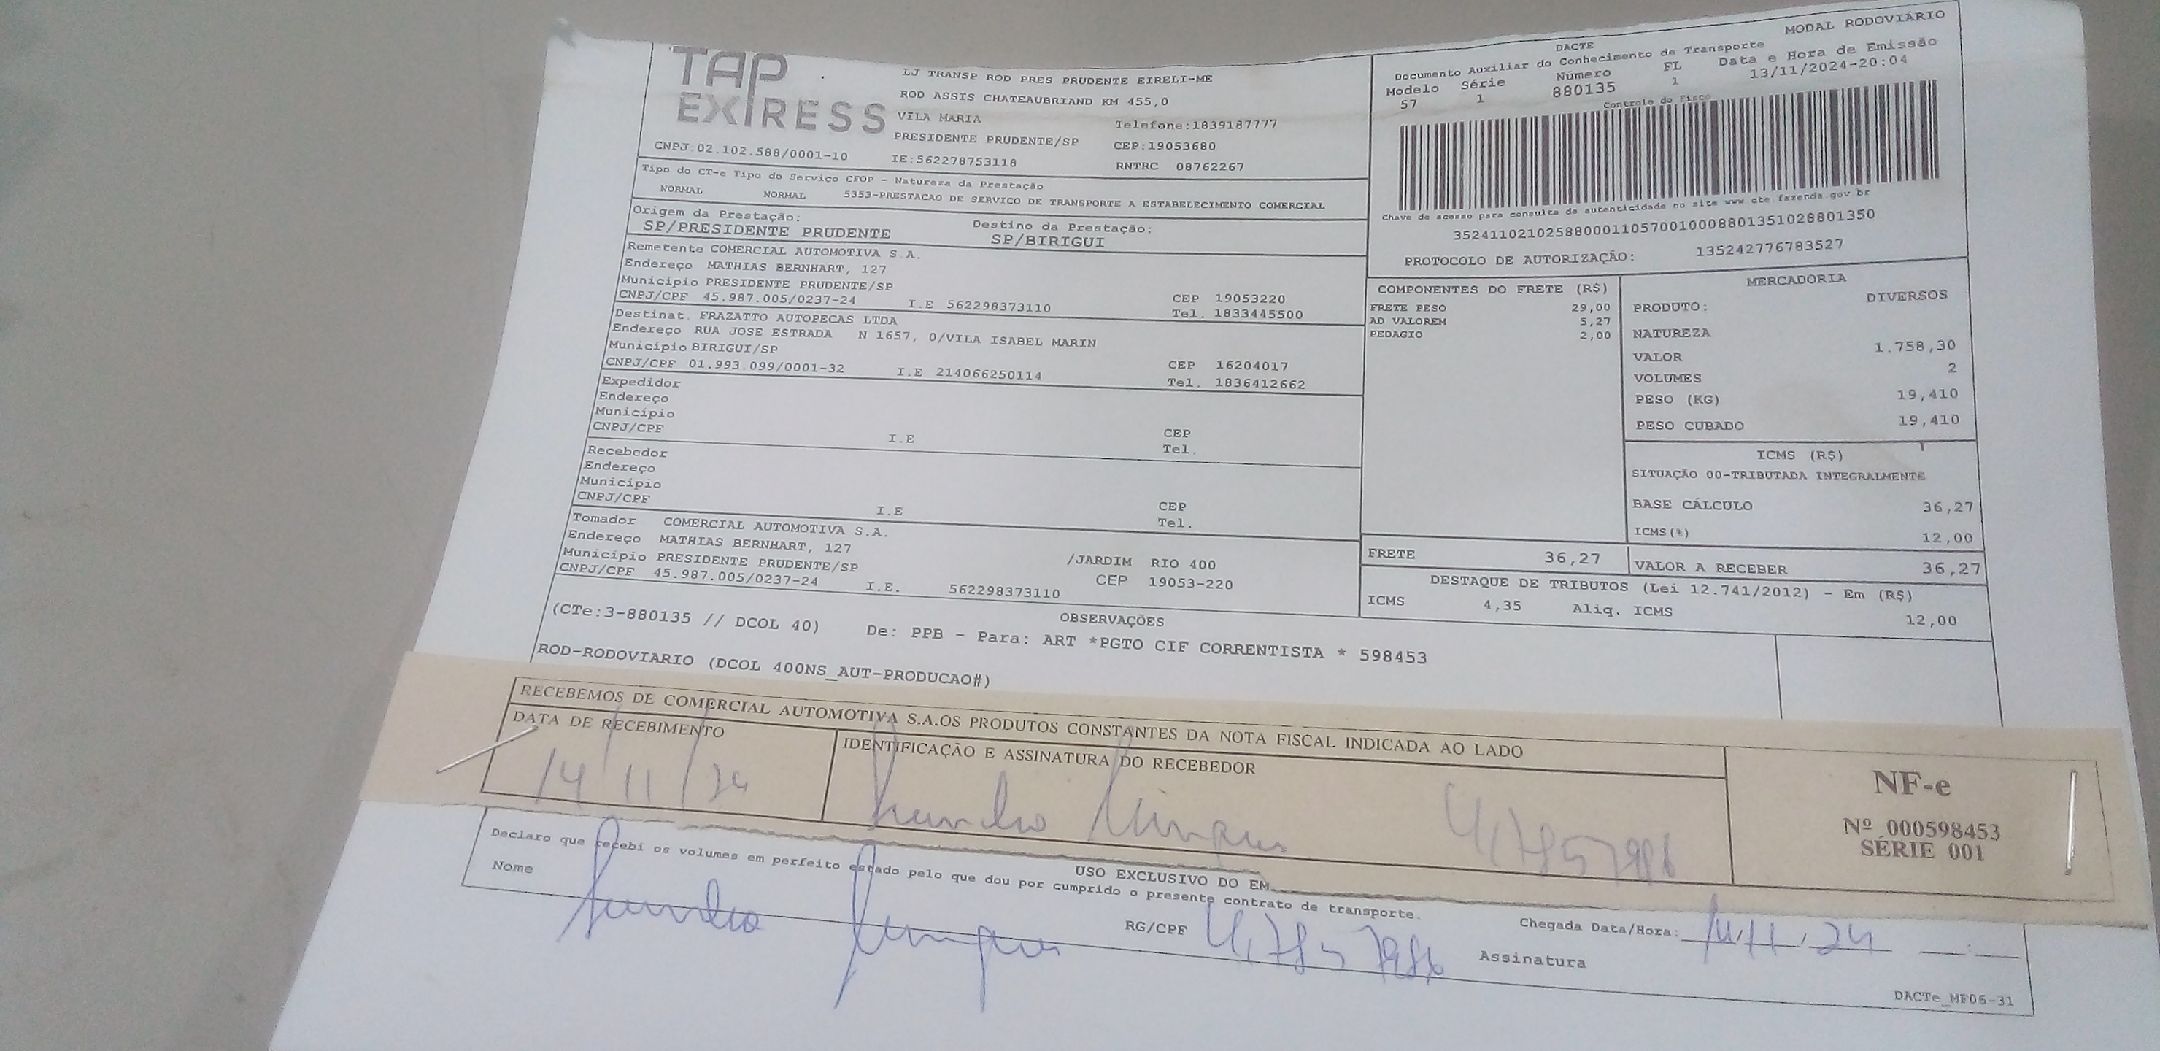 TAP
EXPRESS
LJ TRANSP ROD PRES PRUDENTE EIRELI-ME
ROD ASSIS CHATEAUBRIAND KM 455,0
VILA MARIA Telefone:1839187777
PRESIDENTE PRUDENTE/SP CEP:19053680
CNPJ:02.102.588/0001-10 IE:562278753118 RNTRC 08762267
DACTE MODAL RODOVIÁRIO
Documento Auxiliar do Conhecimento de Transporte
Modelo Série Número FL Data e Hora de Emissão
57 1 880135 1 13/11/2024-20:04
Controle do Fisco
Chave de acesso para consulta de autenticidade no site www.cte.fazenda.gov.br
35241102102588000110570010008801351028801350
PROTOCOLO DE AUTORIZAÇÃO: 135242776783527
Tipo do CT-e Tipo do Serviço CFOP - Natureza da Prestação
NORMAL NORMAL 5353-PRESTACAO DE SERVICO DE TRANSPORTE A ESTABELECIMENTO COMERCIAL
Origem da Prestação: Destino da Prestação:
SP/PRESIDENTE PRUDENTE SP/BIRIGUI
Remetente COMERCIAL AUTOMOTIVA S.A.
Endereço MATHIAS BERNHART, 127
Município PRESIDENTE PRUDENTE/SP CEP 19053220
CNPJ/CPF 45.987.005/0237-24 I.E 562298373110 Tel. 1833445500
Destinat. FRAZATTO AUTOPECAS LTDA
Endereço RUA JOSE ESTRADA N 1657, 0/VILA ISABEL MARIN
Município BIRIGUI/SP CEP 16204017
CNPJ/CPF 01.993.099/0001-32 I.E 214066250114 Tel. 1836412662
Expedidor
Endereço
Município CEP
CNPJ/CPF I.E Tel.
Recebedor
Endereço
Município CEP
CNPJ/CPF I.E Tel.
Tomador COMERCIAL AUTOMOTIVA S.A.
Endereço MATHIAS BERNHART, 127 /JARDIM RIO 400
Município PRESIDENTE PRUDENTE/SP CEP 19053-220
CNPJ/CPF 45.987.005/0237-24 I.E. 562298373110
COMPONENTES DO FRETE (R$)
FRETE PESO 29,00
AD VALOREM 5,27
PEDAGIO 2,00
MERCADORIA
PRODUTO: DIVERSOS
NATUREZA
VALOR 1.758,30
VOLUMES 2
PESO (KG) 19,410
PESO CUBADO 19,410
ICMS (R$)
SITUAÇÃO 00-TRIBUTADA INTEGRALMENTE
BASE CÁLCULO 36,27
ICMS(%) 12,00
FRETE 36,27 VALOR A RECEBER 36,27
DESTAQUE DE TRIBUTOS (Lei 12.741/2012) - Em (R$)
ICMS 4,35 Aliq. ICMS 12,00
OBSERVAÇÕES
(CTe:3-880135 // DCOL 40) De: PPB - Para: ART *PGTO CIF CORRENTISTA * 598453
ROD-RODOVIARIO (DCOL 400NS_AUT-PRODUCAO#)
RECEBEMOS DE COMERCIAL AUTOMOTIVA S.A.OS PRODUTOS CONSTANTES DA NOTA FISCAL INDICADA AO LADO
DATA DE RECEBIMENTO IDENTIFICAÇÃO E ASSINATURA DO RECEBEDOR
14/11/24
NF-e
Nº 000598453
SÉRIE 001
USO EXCLUSIVO DO EM
Declaro que recebi os volumes em perfeito estado pelo que dou por cumprido o presente contrato de transporte.
Nome RG/CPF Chegada Data/Hora: 14.11.24
Assinatura
DACTe_MF06-31